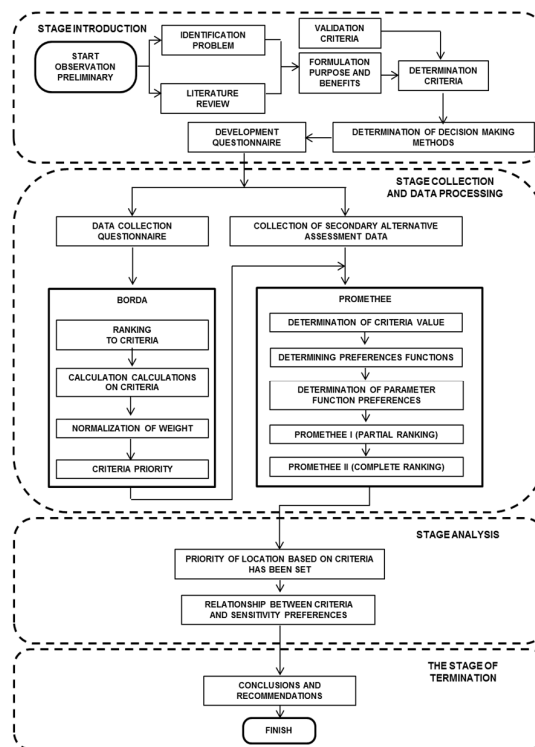 STAGE INTRODUCTION
START
OBSERVATION
PRELIMINARY
IDENTIFICATION
PROBLEM
LITERATURE
REVIEW
VALIDATION
CRITERIA
FORMULATION
PURPOSE AND
BENEFITS
DETERMINATION
CRITERIA
DEVELOPMENT
QUESTIONNAIRE
DETERMINATION OF DECISION MAKING
METHODS
STAGE COLLECTION
AND DATA PROCESSING
DATA COLLECTION
QUESTIONNAIRE
COLLECTION OF SECONDARY ALTERNATIVE
ASSESSMENT DATA
BORDA
RANKING
TO CRITERIA
CALCULATION CALCULATIONS
ON CRITERIA
NORMALIZATION OF WEIGHT
CRITERIA PRIORITY
PROMETHEE
DETERMINATION OF CRITERIA VALUE
DETERMINING PREFERENCES FUNCTIONS
DETERMINATION OF PARAMETER
FUNCTION PREFERENCES
PROMETHEE I (PARTIAL RANKING)
PROMETHEE II (COMPLETE RANKING)
STAGE ANALYSIS
PRIORITY OF LOCATION BASED ON CRITERIA
HAS BEEN SET
RELATIONSHIP BETWEEN CRITERIA
AND SENSITIVITY PREFERENCES
THE STAGE OF
TERMINATION
CONCLUSIONS AND
RECOMMENDATIONS
FINISH